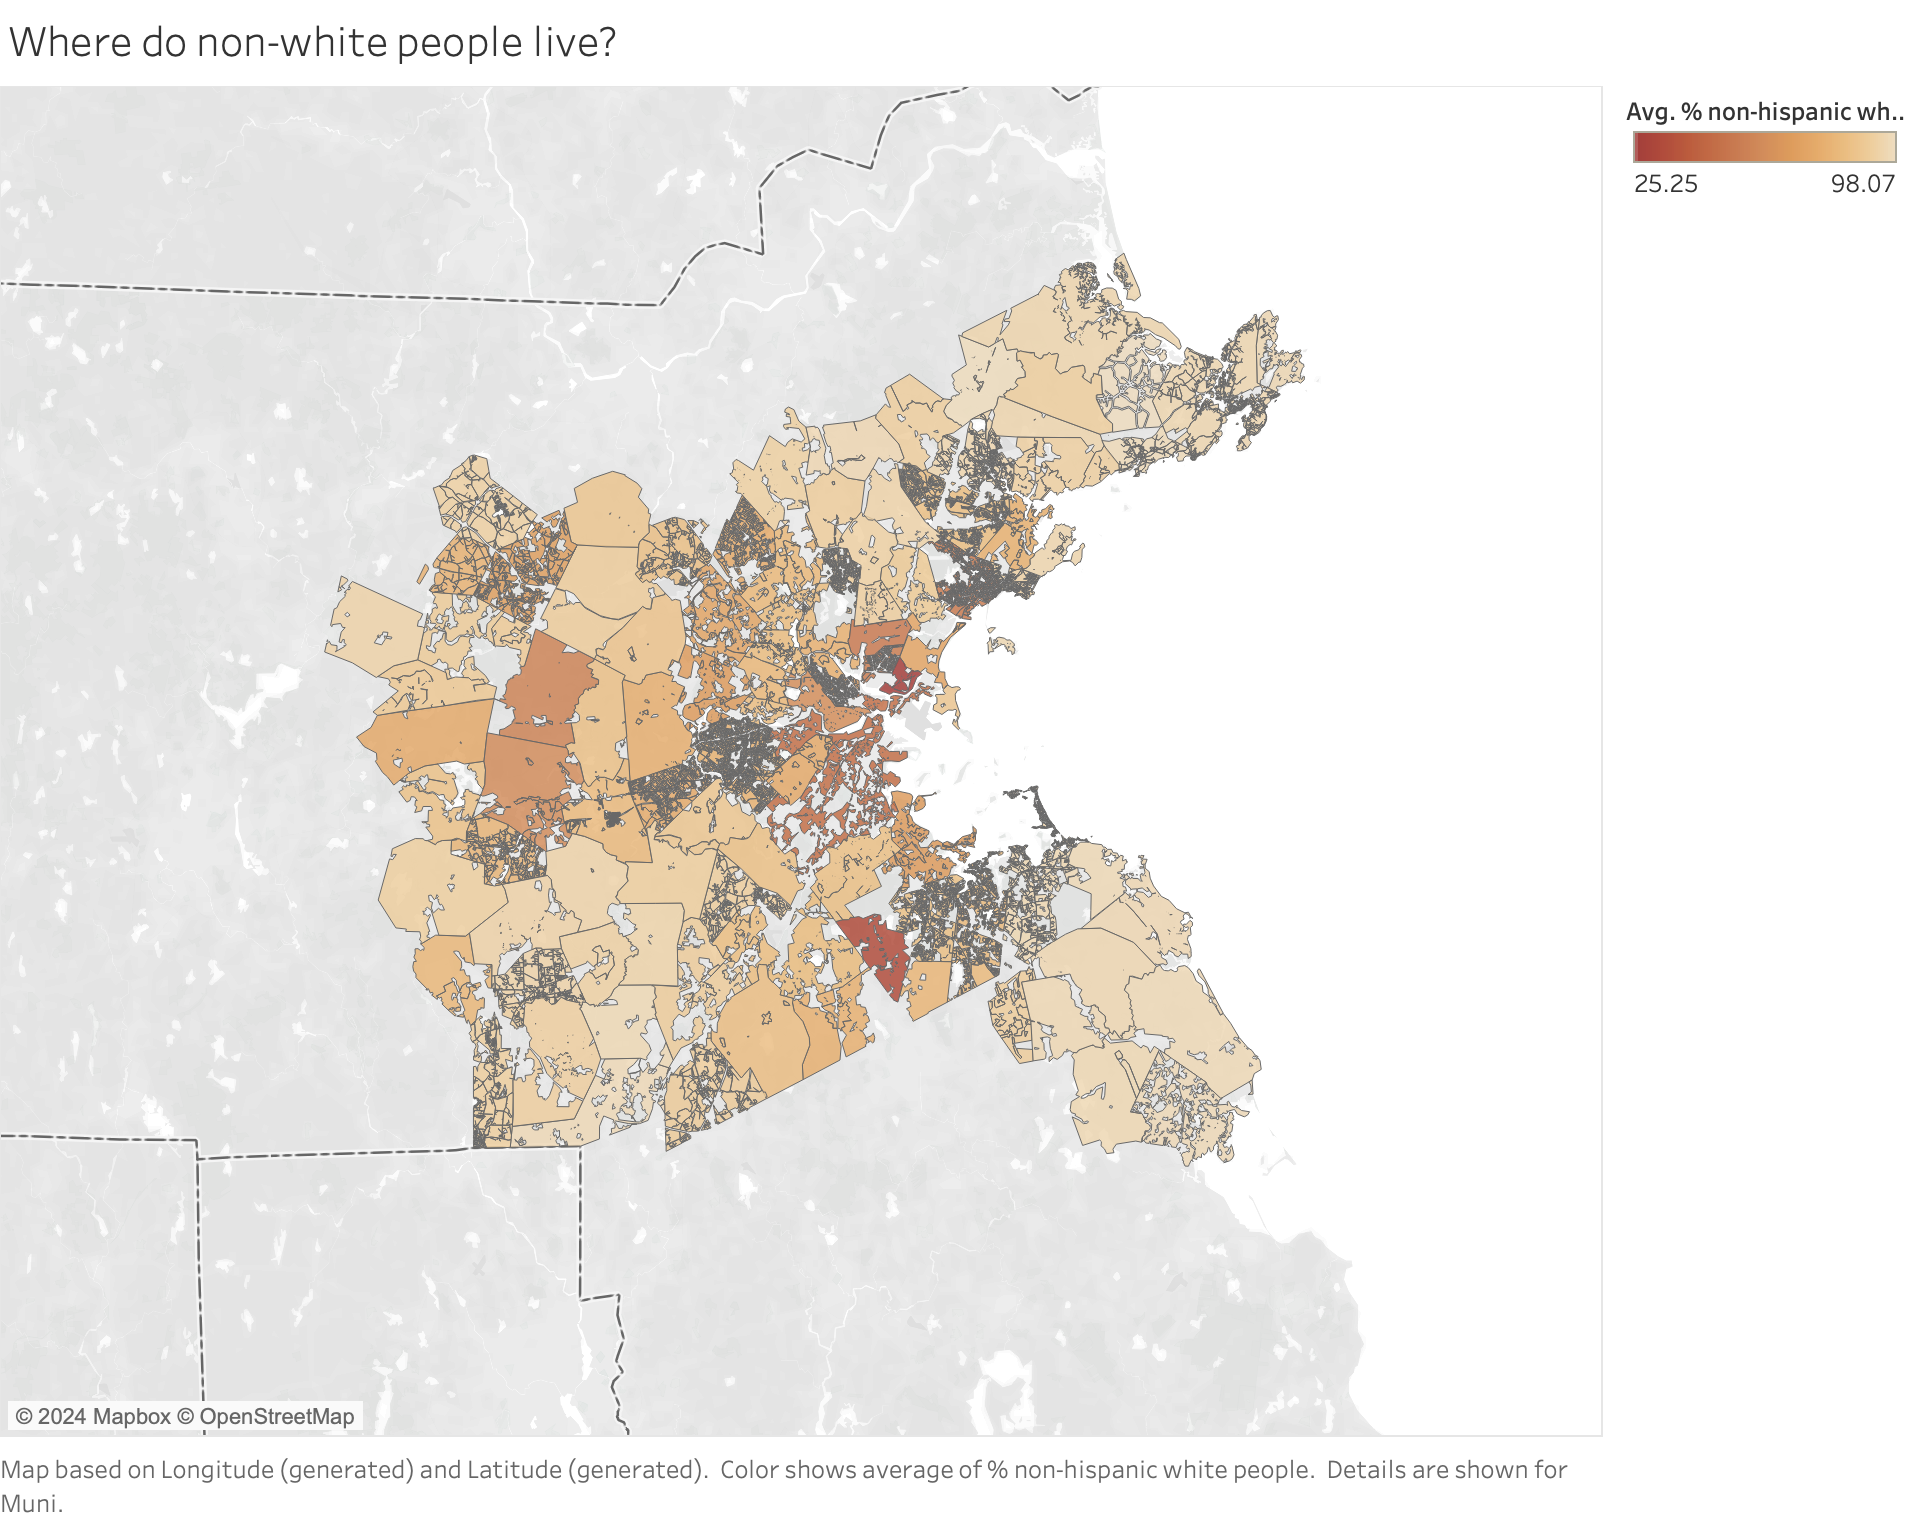 Where do non-white people live?
Avg. % non-hispanic wh..
25.25 98.07
© 2024 Mapbox © OpenStreetMap
Map based on Longitude (generated) and Latitude (generated). Color shows average of % non-hispanic white people. Details are shown for
Muni.